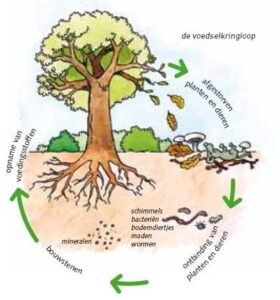 de voedselkringloop
afgestorven
planten en dieren
opname van
voedingsstoffen
schimmels
bacteriën
bodemdiertjes
maden
wormen
mineralen
ontbinding van
planten en dieren
bouwstenen